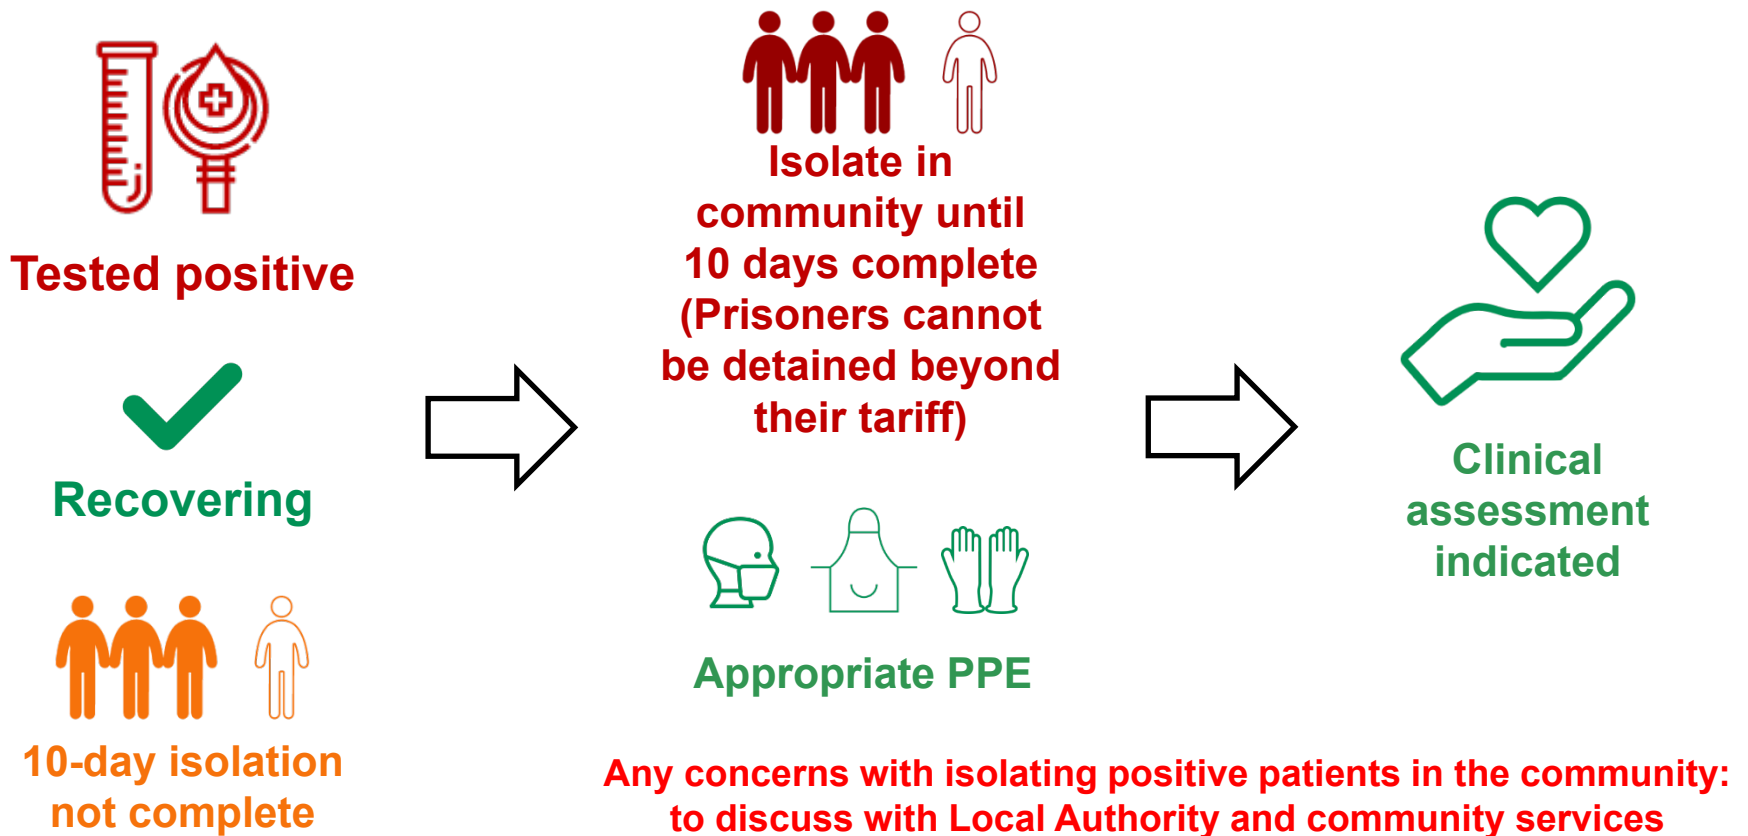 Tested positive
Recovering
10-day isolation
not complete
Isolate in
community until
10 days complete
(Prisoners cannot
be detained beyond
their tariff)
Appropriate PPE
Clinical
assessment
indicated
Any concerns with isolating positive patients in the community:
to discuss with Local Authority and community services